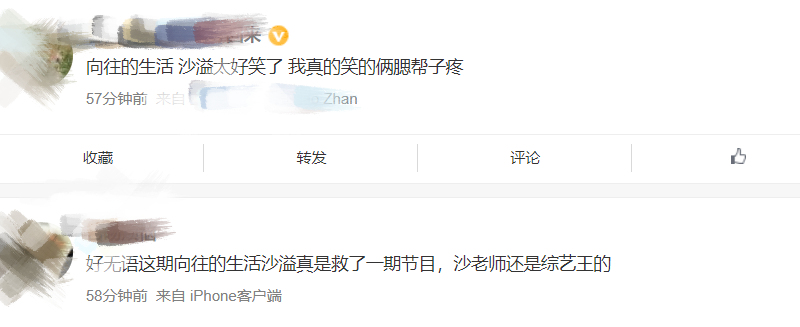 向往的生活 沙溢太好笑了 我真的笑的俩腮帮子疼
57分钟前 来自 Zhan
收藏
转发
评论
好无语这期向往的生活沙溢真是救了一期节目，沙老师还是综艺王的
58分钟前 来自 iPhone客户端